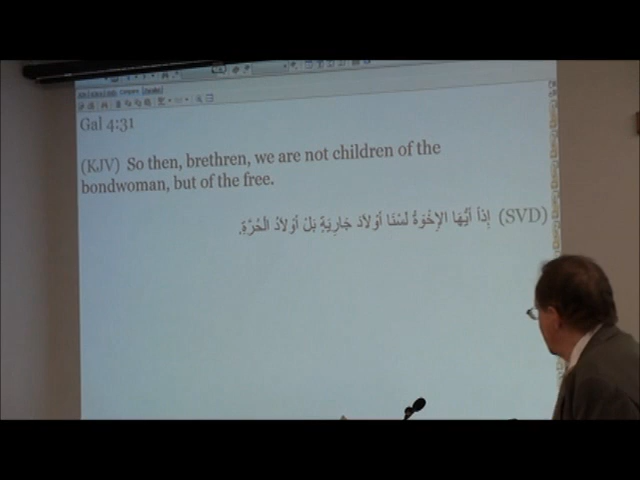 Gal 4:31
(KJV) So then, brethren, we are not children of the
bondwoman, but of the free.
(SVD) إِذاً أَيُّهَا الإِخْوَةُ لَسْنَا أَوْلاَدَ جَارِيَةٍ بَلْ أَوْلاَدُ الْحُرَّةِ.